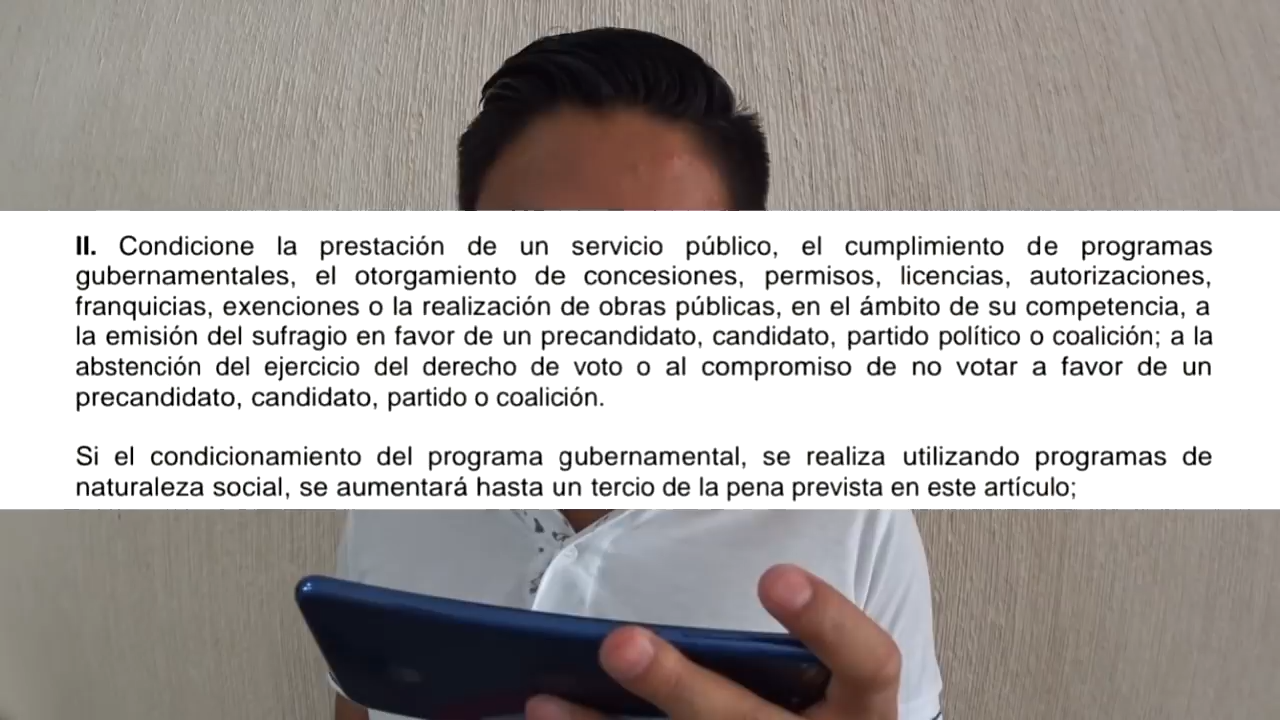 II. Condicione la prestación de un servicio público, el cumplimiento de programas
gubernamentales, el otorgamiento de concesiones, permisos, licencias, autorizaciones,
franquicias, exenciones o la realización de obras públicas, en el ámbito de su competencia, a
la emisión del sufragio en favor de un precandidato, candidato, partido político o coalición; a la
abstención del ejercicio del derecho de voto o al compromiso de no votar a favor de un
precandidato, candidato, partido o coalición.
Si el condicionamiento del programa gubernamental, se realiza utilizando programas de
naturaleza social, se aumentará hasta un tercio de la pena prevista en este artículo;